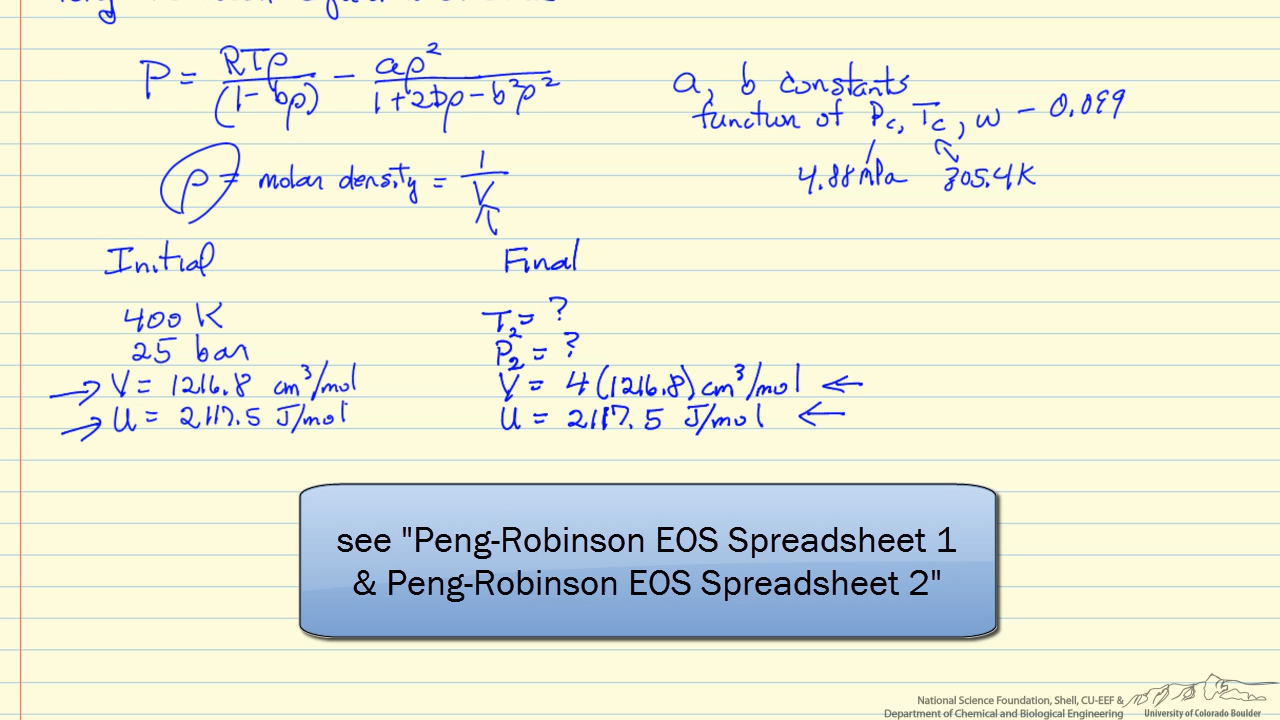 P = RTρ/(1-bρ) - aρ²/(1+2bρ-b²ρ²)
a, b constants
function of Pc, Tc, ω - 0.099
4.88 mPa 305.4 K
ρ = molar density = 1/V
Initial Final
400 K T₂ = ?
25 bar P₂ = ?
→ V = 1216.8 cm³/mol V = 4(1216.8) cm³/mol ←
→ U = 2117.5 J/mol U = 2117.5 J/mol ←
see "Peng-Robinson EOS Spreadsheet 1
& Peng-Robinson EOS Spreadsheet 2"
National Science Foundation, Shell, CU-EEF &
Department of Chemical and Biological Engineering University of Colorado Boulder